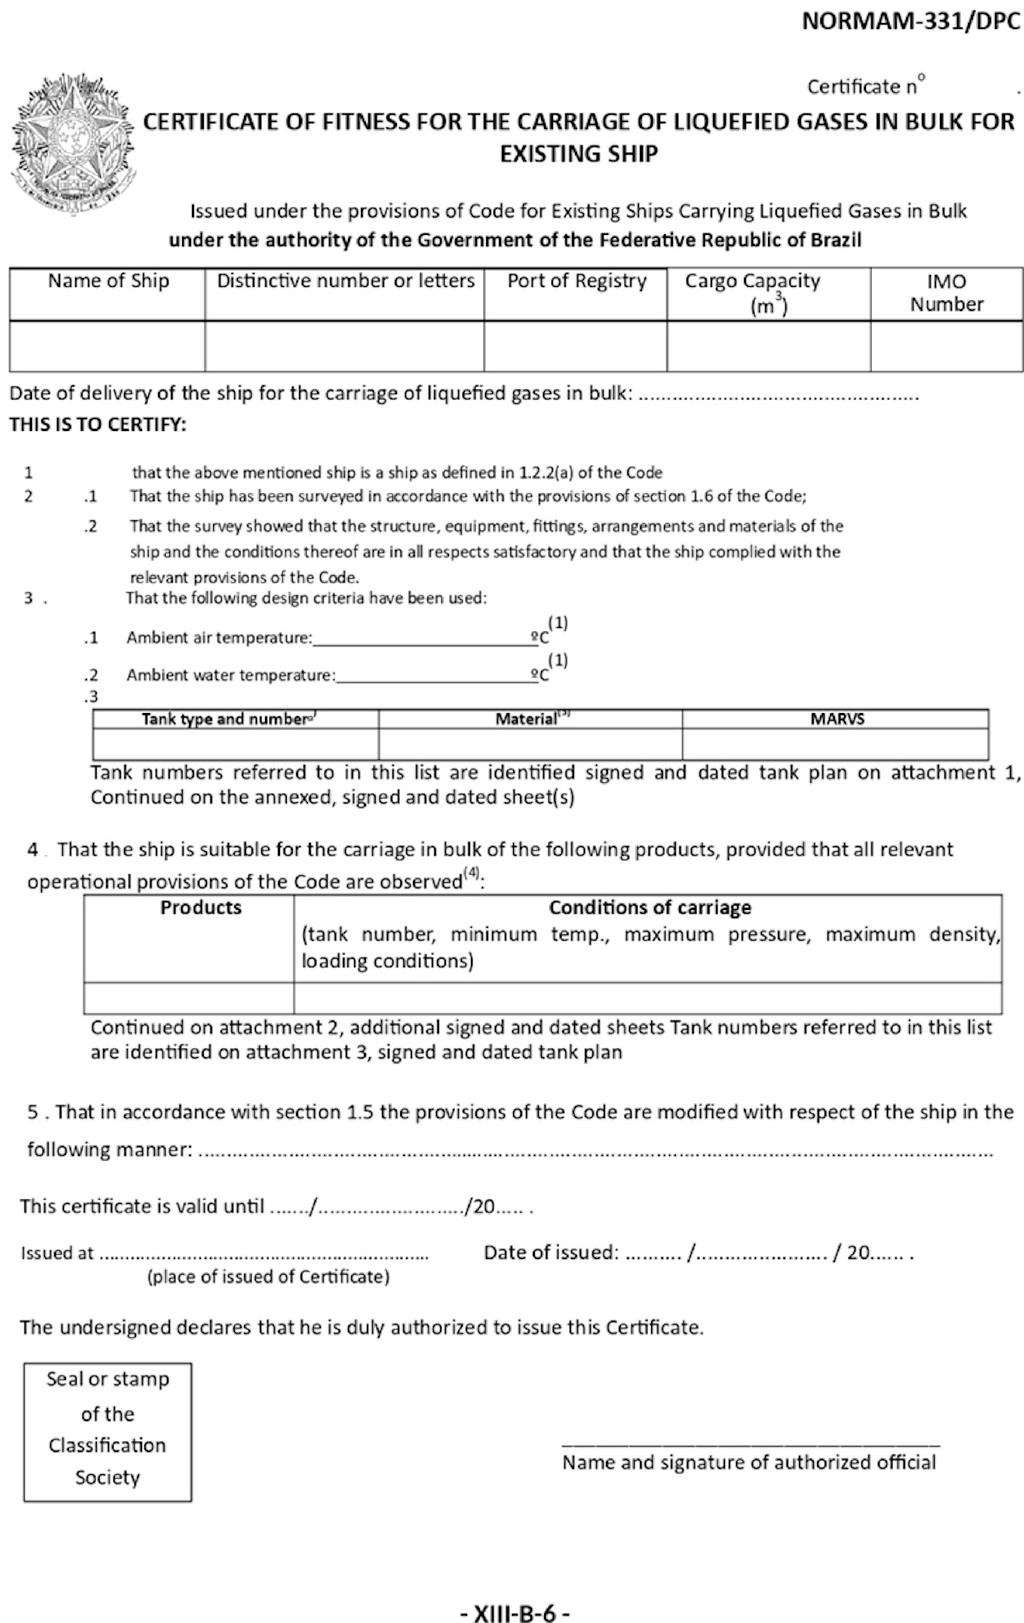 NORMAM-331/DPC
Certificate nº .
CERTIFICATE OF FITNESS FOR THE CARRIAGE OF LIQUEFIED GASES IN BULK FOR
EXISTING SHIP
Issued under the provisions of Code for Existing Ships Carrying Liquefied Gases in Bulk
under the authority of the Government of the Federative Republic of Brazil
Name of Ship Distinctive number or letters Port of Registry Cargo Capacity (m³) IMO Number
Date of delivery of the ship for the carriage of liquefied gases in bulk: ..................................................
THIS IS TO CERTIFY:
1 that the above mentioned ship is a ship as defined in 1.2.2(a) of the Code
2 .1 That the ship has been surveyed in accordance with the provisions of section 1.6 of the Code;
.2 That the survey showed that the structure, equipment, fittings, arrangements and materials of the
ship and the conditions thereof are in all respects satisfactory and that the ship complied with the
relevant provisions of the Code.
3 . That the following design criteria have been used:
.1 Ambient air temperature:_________________________ºC(1)
.2 Ambient water temperature:______________________ºC(1)
.3
Tank type and number Material(3) MARVS
Tank numbers referred to in this list are identified signed and dated tank plan on attachment 1,
Continued on the annexed, signed and dated sheet(s)
4 . That the ship is suitable for the carriage in bulk of the following products, provided that all relevant
operational provisions of the Code are observed(4):
Products Conditions of carriage
(tank number, minimum temp., maximum pressure, maximum density,
loading conditions)
Continued on attachment 2, additional signed and dated sheets Tank numbers referred to in this list
are identified on attachment 3, signed and dated tank plan
5 . That in accordance with section 1.5 the provisions of the Code are modified with respect of the ship in the
following manner: ............................................................................................................................................
This certificate is valid until ......./........................../20..... .
Issued at ............................................................ Date of issued: .......... /....................... / 20...... .
(place of issued of Certificate)
The undersigned declares that he is duly authorized to issue this Certificate.
Seal or stamp
of the
Classification
Society
___________________________________
Name and signature of authorized official
- XIII-B-6 -